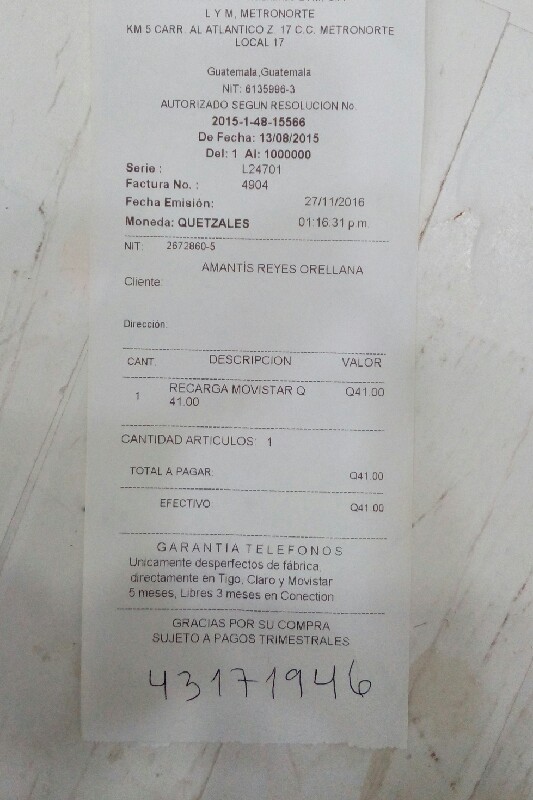 L Y M, METRONORTE
KM 5 CARR. AL ATLANTICO Z. 17 C.C. METRONORTE
LOCAL 17
Guatemala,Guatemala
NIT: 6135996-3
AUTORIZADO SEGUN RESOLUCION No.
2015-1-48-15566
De Fecha: 13/08/2015
Del: 1 Al: 1000000
Serie : L24701
Factura No. : 4904
Fecha Emisión: 27/11/2016
Moneda: QUETZALES 01:16:31 p.m.
NIT: 2672860-5
AMANTÍS REYES ORELLANA
Cliente:
Dirección:
CANT. DESCRIPCION VALOR
1 RECARGA MOVISTAR Q Q41.00
41.00
CANTIDAD ARTICULOS: 1
TOTAL A PAGAR: Q41.00
EFECTIVO: Q41.00
GARANTIA TELEFONOS
Unicamente desperfectos de fábrica
directamente en Tigo, Claro y Movistar
5 meses, Libres 3 meses en Conection
GRACIAS POR SU COMPRA
SUJETO A PAGOS TRIMESTRALES
43171946